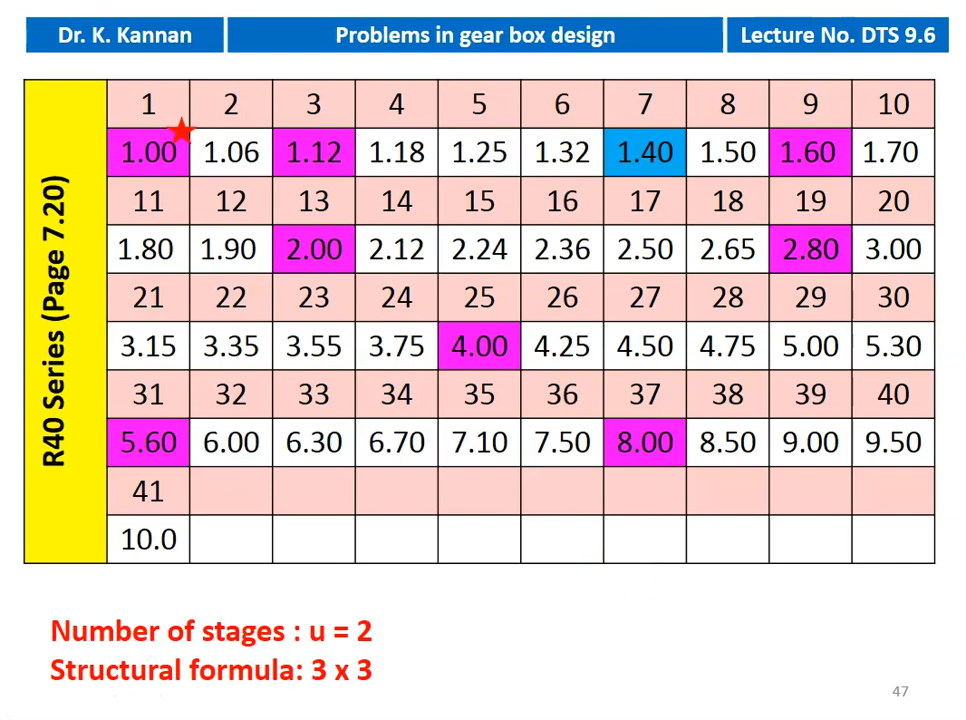 Dr. K. Kannan Problems in gear box design Lecture No. DTS 9.6
R40 Series (Page 7.20)
1 2 3 4 5 6 7 8 9 10
1.00 1.06 1.12 1.18 1.25 1.32 1.40 1.50 1.60 1.70
11 12 13 14 15 16 17 18 19 20
1.80 1.90 2.00 2.12 2.24 2.36 2.50 2.65 2.80 3.00
21 22 23 24 25 26 27 28 29 30
3.15 3.35 3.55 3.75 4.00 4.25 4.50 4.75 5.00 5.30
31 32 33 34 35 36 37 38 39 40
5.60 6.00 6.30 6.70 7.10 7.50 8.00 8.50 9.00 9.50
41
10.0
Number of stages : u = 2
Structural formula: 3 x 3
47